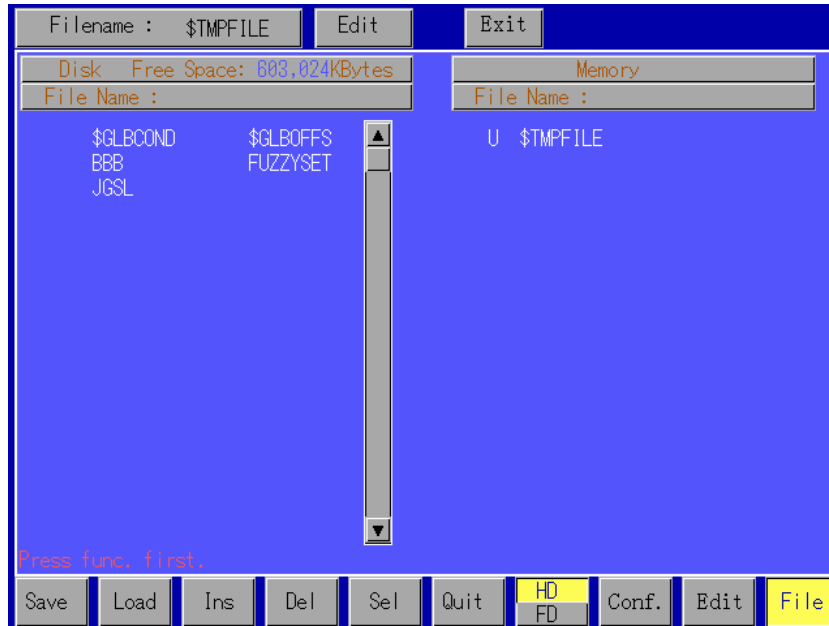 Filename : $TMPFILE Edit Exit
Disk Free Space: 603,024KBytes Memory
File Name : File Name :
$GLBCOND $GLBOFFS U $TMPFILE
BBB FUZZYSET
JGSL
Press func. first.
Save Load Ins Del Sel Quit HD Conf. Edit File
FD